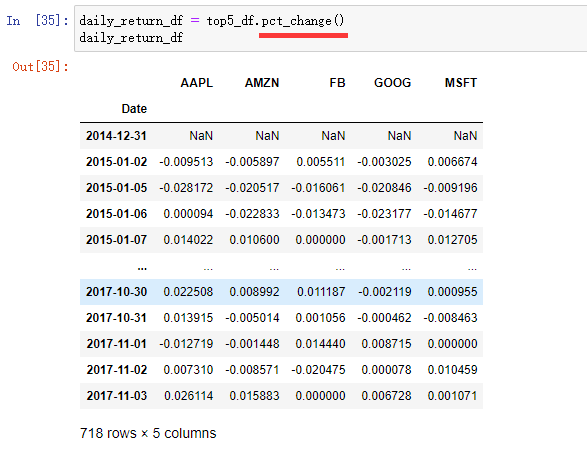 In [35]: daily_return_df = top5_df.pct_change()
daily_return_df
Out[35]:
AAPL AMZN FB GOOG MSFT
Date
2014-12-31 NaN NaN NaN NaN NaN
2015-01-02 -0.009513 -0.005897 0.005511 -0.003025 0.006674
2015-01-05 -0.028172 -0.020517 -0.016061 -0.020846 -0.009196
2015-01-06 0.000094 -0.022833 -0.013473 -0.023177 -0.014677
2015-01-07 0.014022 0.010600 0.000000 -0.001713 0.012705
... ... ... ... ... ...
2017-10-30 0.022508 0.008992 0.011187 -0.002119 0.000955
2017-10-31 0.013915 -0.005014 0.001056 -0.000462 -0.008463
2017-11-01 -0.012719 -0.001448 0.014440 0.008715 0.000000
2017-11-02 0.007310 -0.008571 -0.020475 0.000078 0.010459
2017-11-03 0.026114 0.015883 0.000000 0.006728 0.001071
718 rows × 5 columns